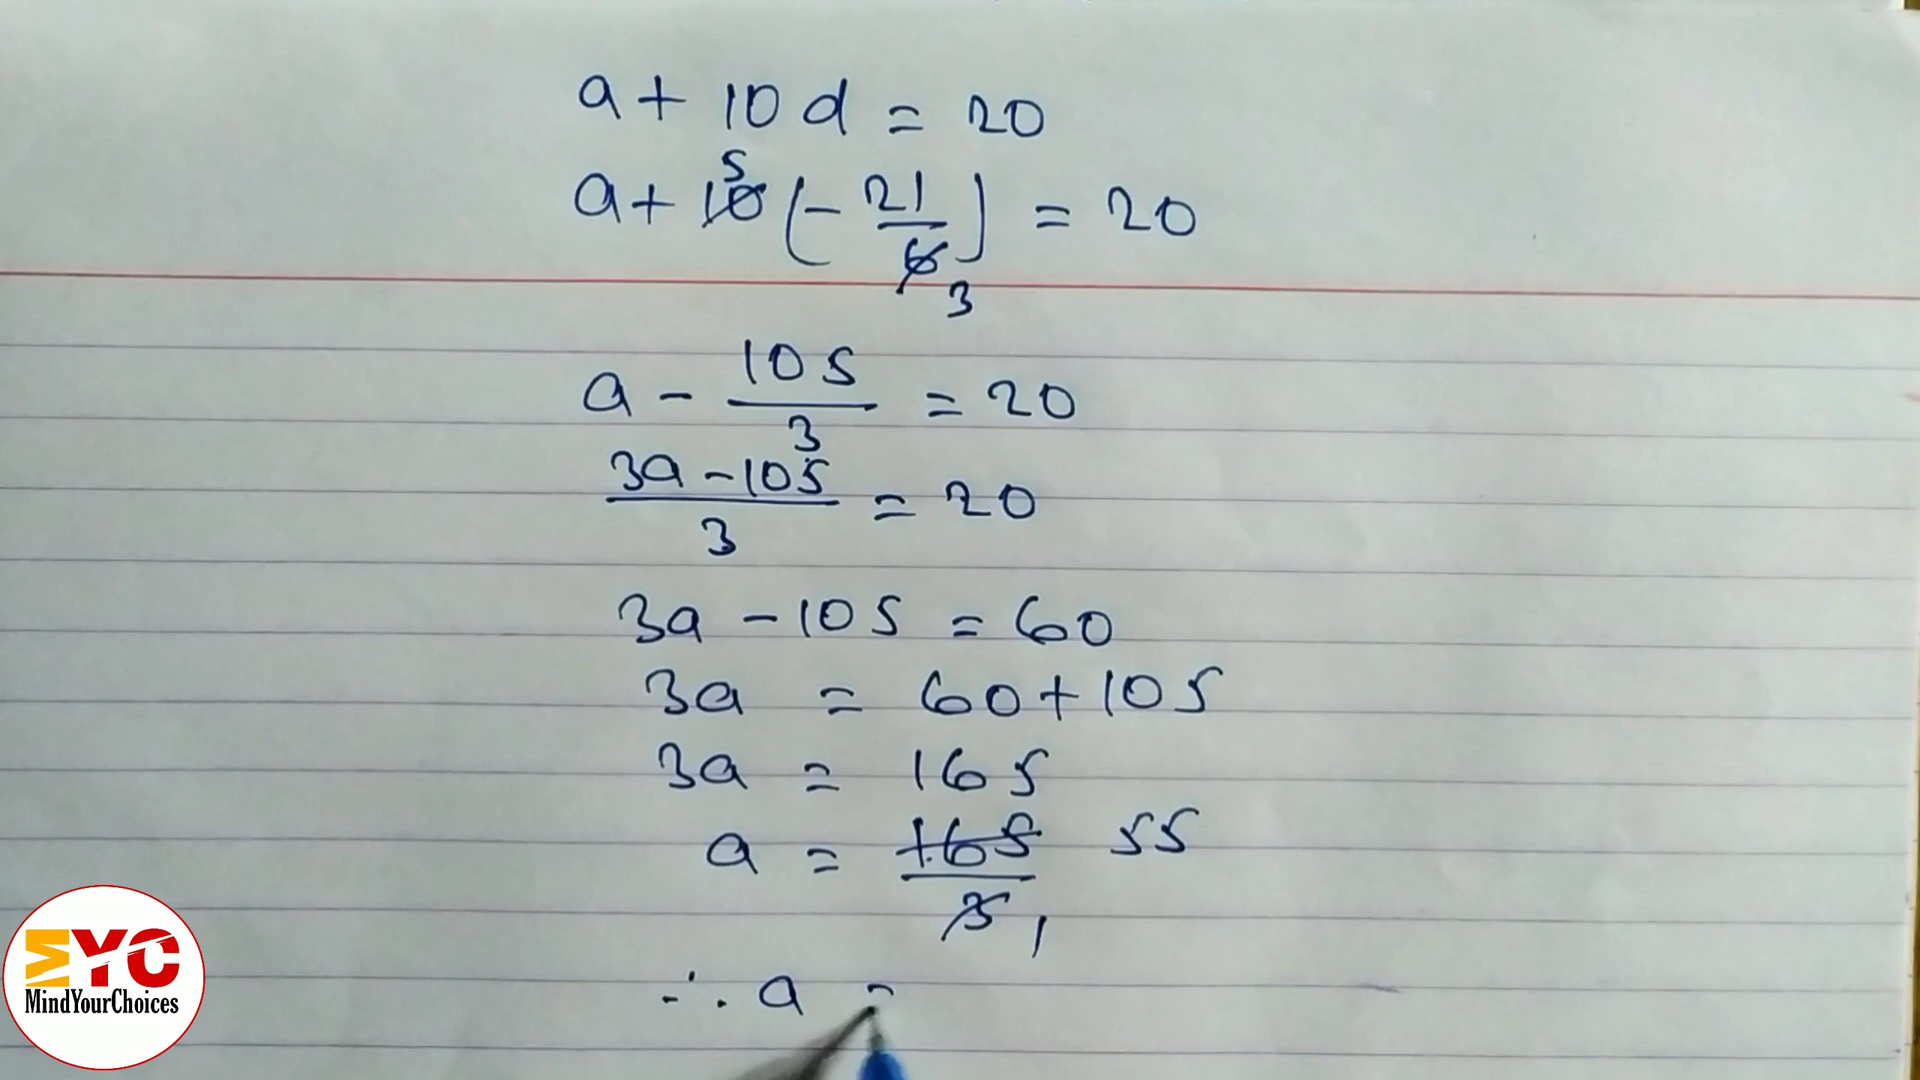 a + 10d = 20
a + 10 5 (- 21/6 3) = 20
a - 105/3 = 20
3a - 105/3 = 20
3a - 105 = 60
3a = 60 + 105
3a = 165
a = 165/3 55 1
∴ a =
MYC
MindYourChoices